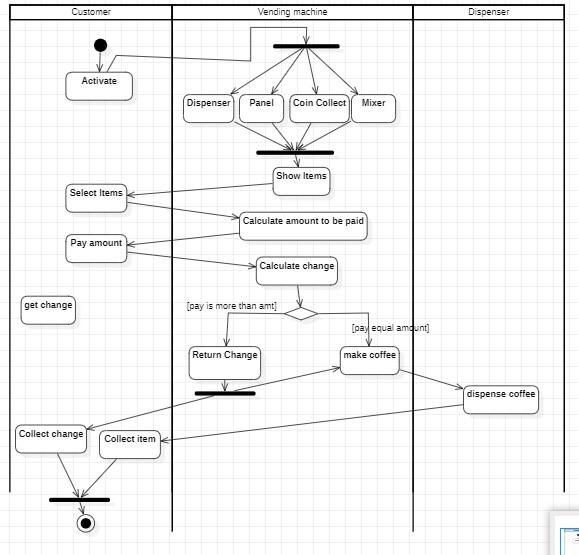 Customer
Vending machine
Dispenser
Activate
Dispenser
Panel
Coin Collect
Mixer
Show Items
Select Items
Calculate amount to be paid
Pay amount
Calculate change
get change
[pay is more than amt]
[pay equal amount]
Return Change
make coffee
dispense coffee
Collect change
Collect item